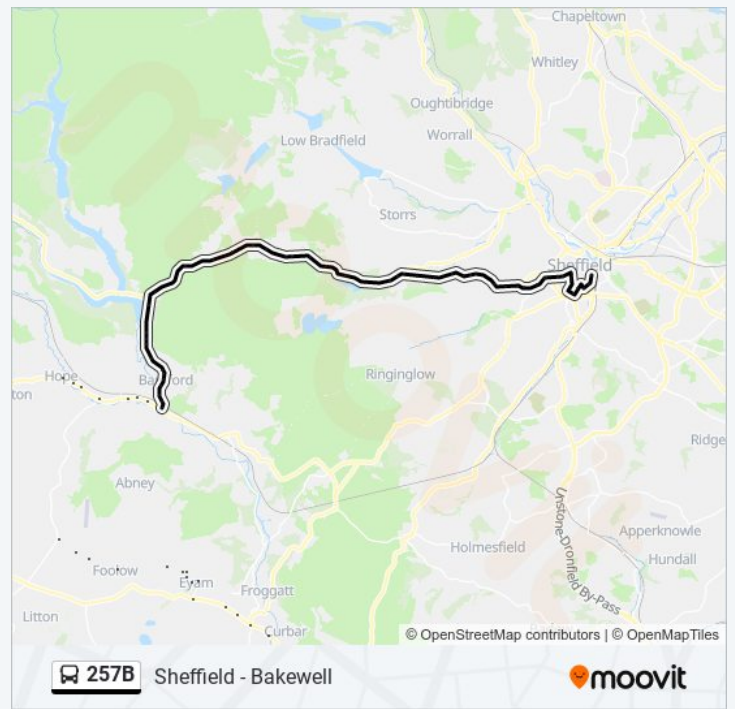 Chapeltown
Whitley
Oughtibridge
Worrall
Low Bradfield
Storrs
Sheffield
Hope
Bamford
Ringinglow
ton
Ridge
Abney
Unstone-Dronfield By-Pass
Apperknowle
Holmesfield
Hundall
Foolow
Eyam
Froggatt
Litton
Curbar
© OpenStreetMap contributors | © OpenMapTiles
257B Sheffield - Bakewell moovit